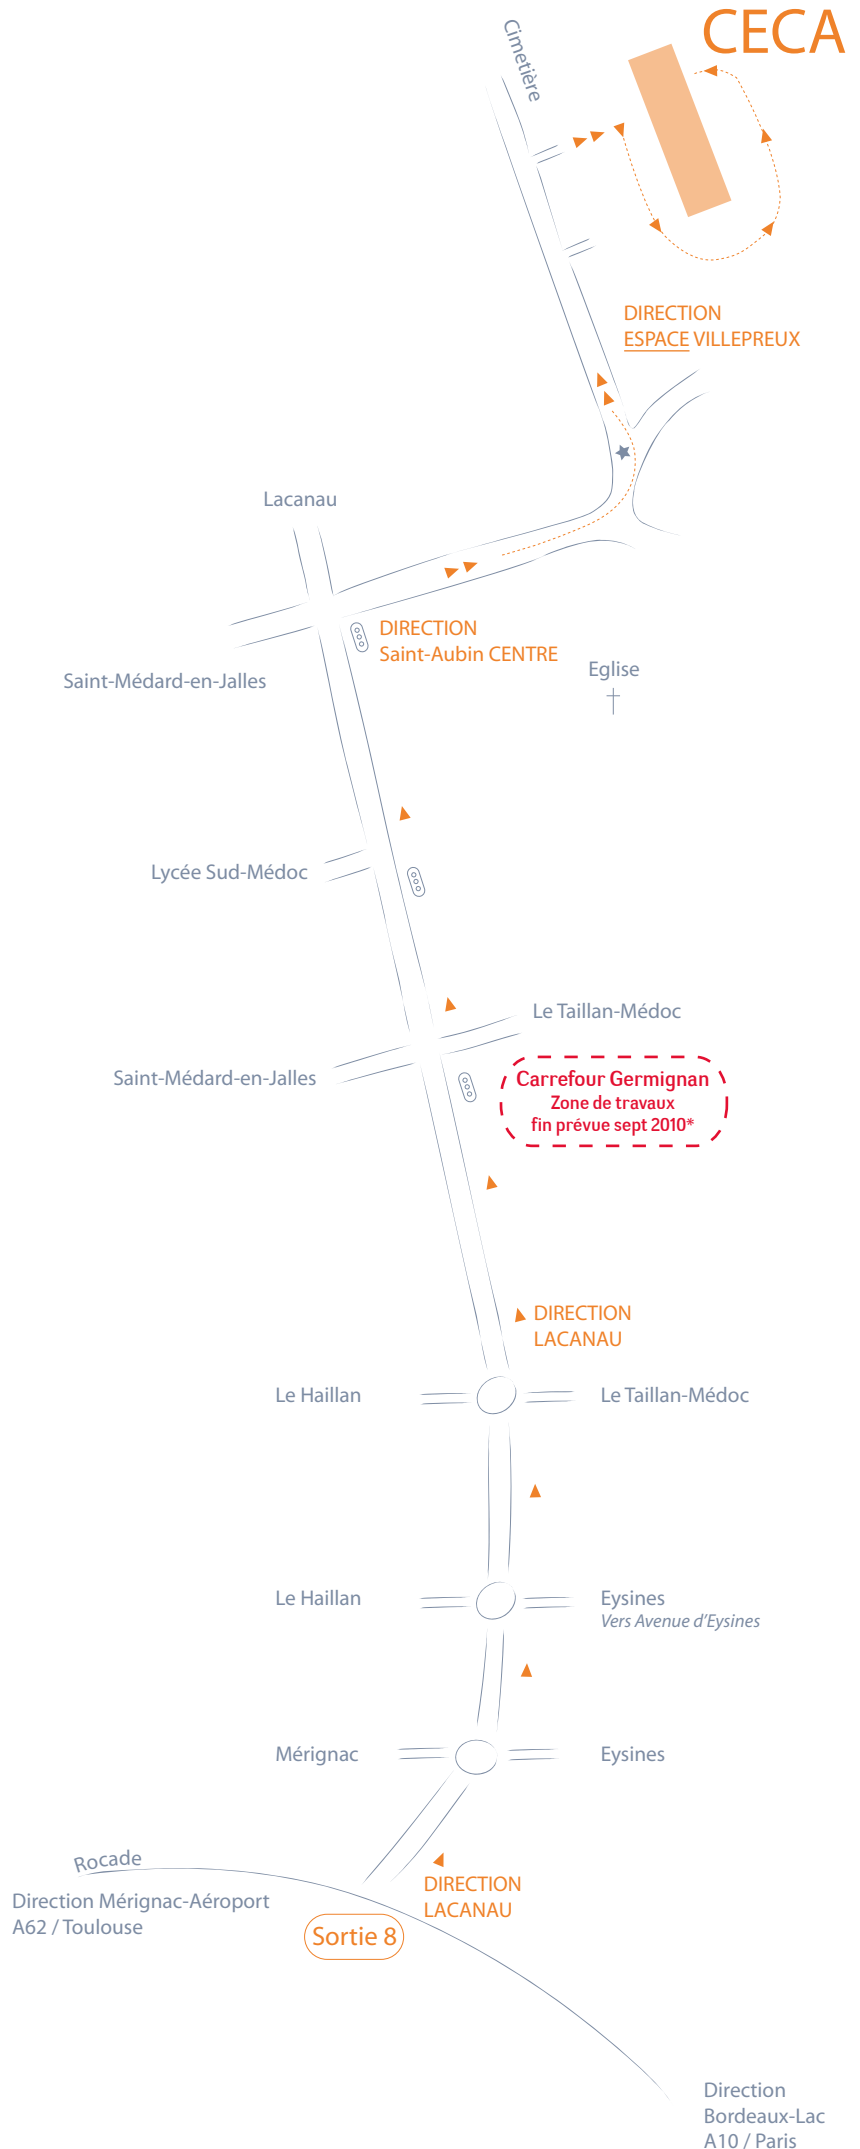 CECA
Cimetière
DIRECTION
ESPACE VILLEPREUX
Lacanau
DIRECTION
Saint-Aubin CENTRE
Eglise
Saint-Médard-en-Jalles
Lycée Sud-Médoc
Le Taillan-Médoc
Saint-Médard-en-Jalles
Carrefour Germignan
Zone de travaux
fin prévue sept 2010*
DIRECTION
LACANAU
Le Haillan
Le Taillan-Médoc
Le Haillan
Eysines
Vers Avenue d'Eysines
Mérignac
Eysines
Rocade
DIRECTION
LACANAU
Direction Mérignac-Aéroport
A62 / Toulouse
Sortie 8
Direction
Bordeaux-Lac
A10 / Paris